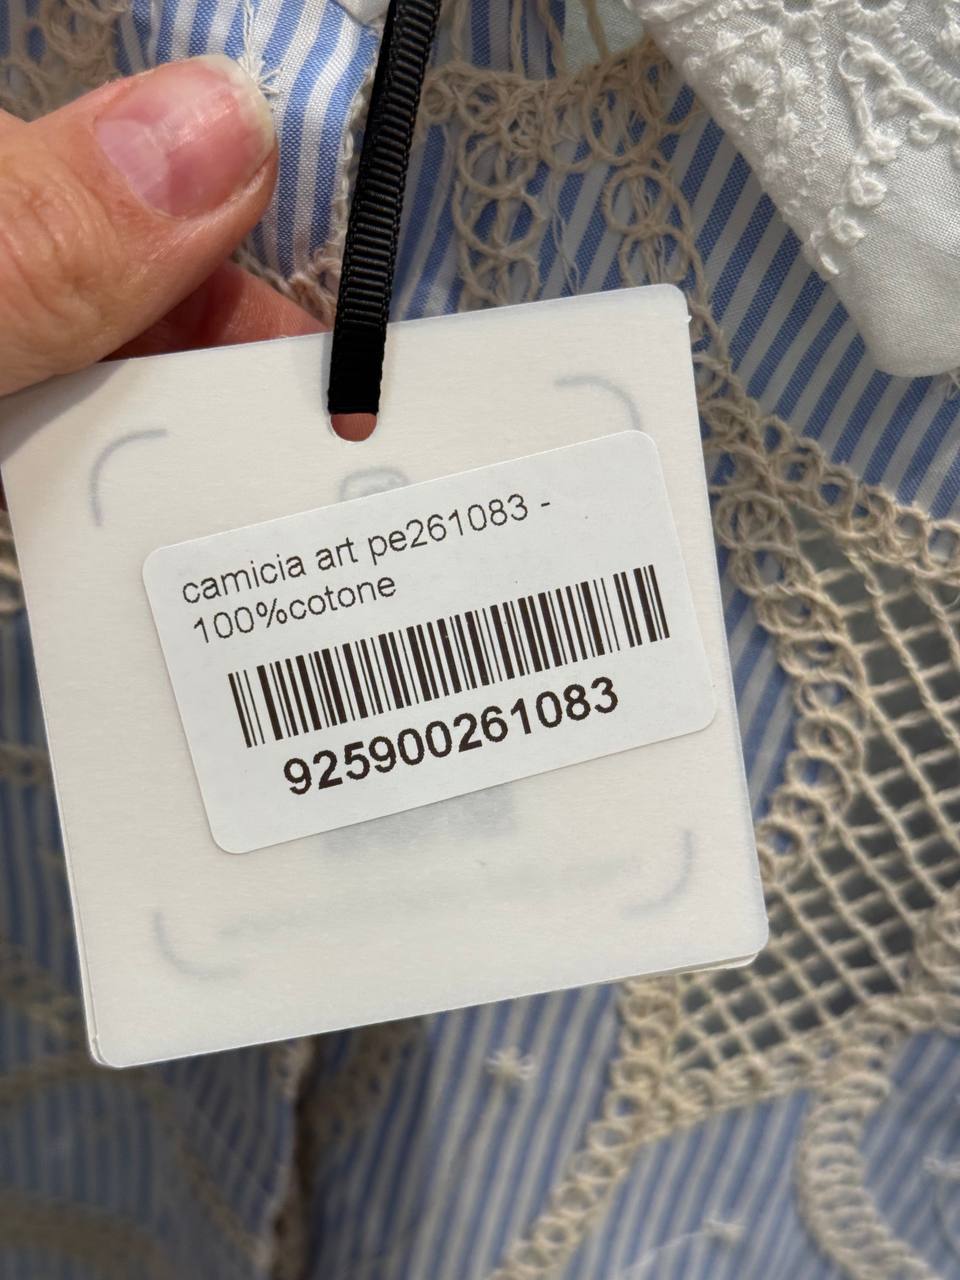 camicia art pe261083 -
100%cotone
925900261083